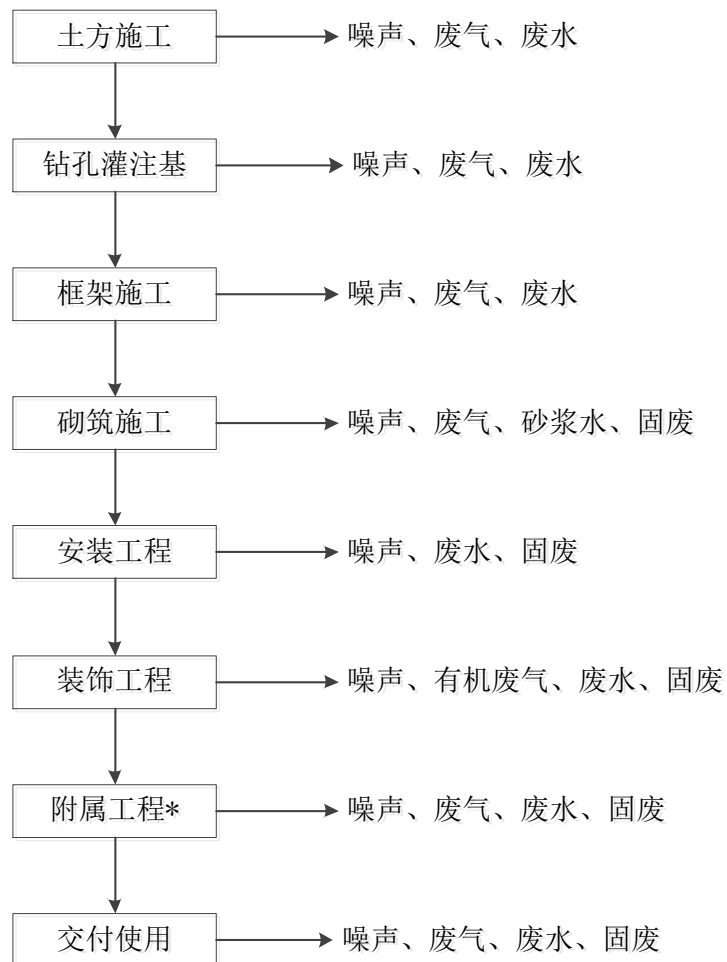 土方施工 噪声、废气、废水
钻孔灌注基 噪声、废气、废水
框架施工 噪声、废气、废水
砌筑施工 噪声、废气、砂浆水、固废
安装工程 噪声、废水、固废
装饰工程 噪声、有机废气、废水、固废
附属工程* 噪声、废气、废水、固废
交付使用 噪声、废气、废水、固废